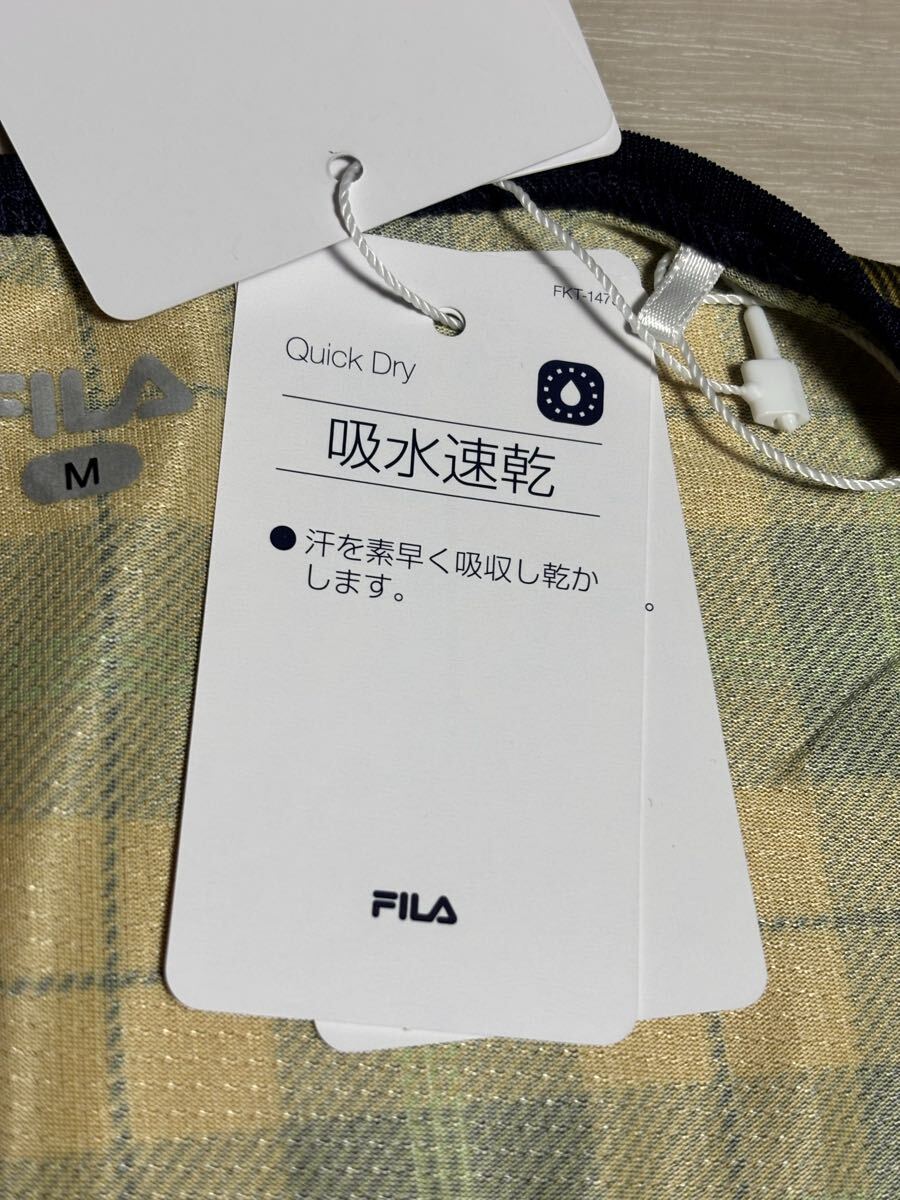 FKT-147
Quick Dry
吸水速乾
● 汗を素早く吸収し乾か
します。
。
FILA
FILA
M